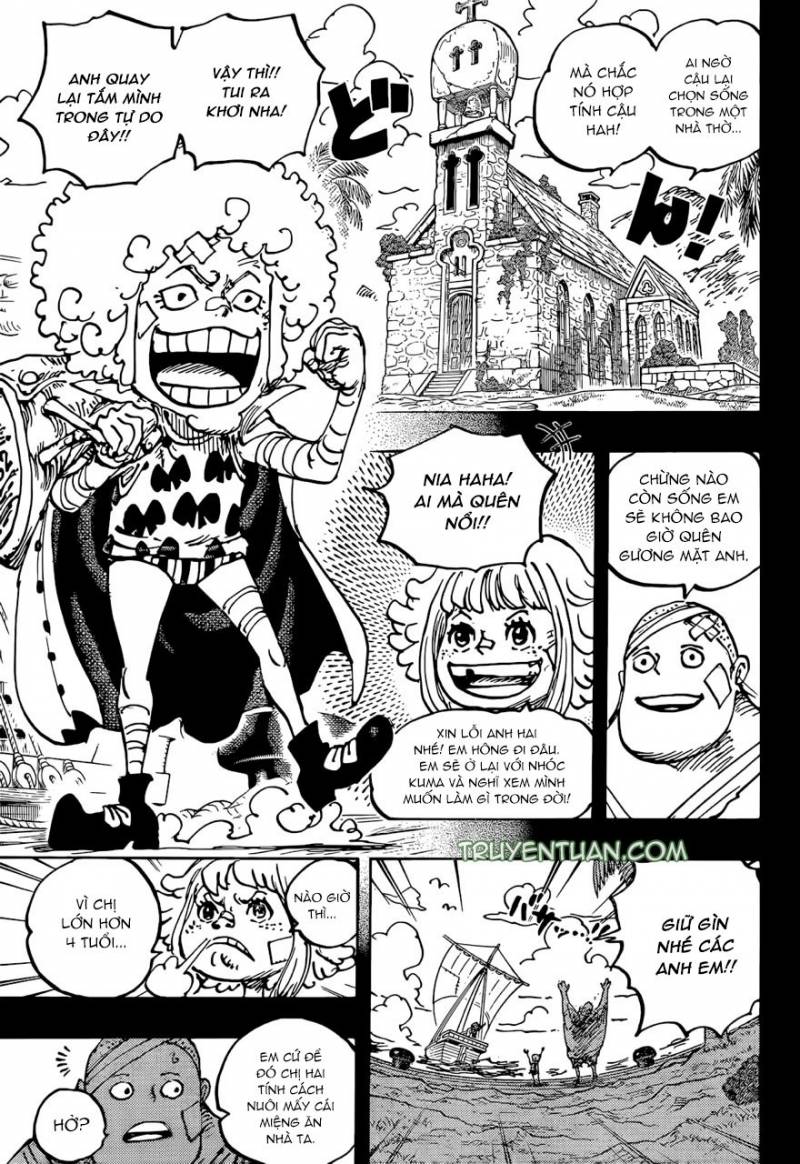 AI NGỜ
CẬU LẠI
CHỌN SỐNG
TRONG MỘT
NHÀ THỜ...
MÀ CHẮC
NÓ HỢP
TÍNH CẬU
HAH!
ど
ん!
VẬY THÌ!!
TUI RA
KHƠI NHA!
ANH QUAY
LẠI TẮM MÌNH
TRONG TỰ DO
ĐÂY!!
CHỪNG NÀO
CÒN SỐNG EM
SẼ KHÔNG BAO
GIỜ QUÊN
GƯƠNG MẶT ANH.
NIA HAHA!
AI MÀ QUÊN
NỔI!!
XIN LỖI ANH HAI
NHÉ! EM HÔNG ĐI ĐÂU.
EM SẼ Ở LẠI VỚI NHÓC
KUMA VÀ NGHĨ XEM MÌNH
MUỐN LÀM GÌ TRONG ĐỜI!
TRUYENTUAN.COM
GIỮ GÌN
NHÉ CÁC
ANH EM!!
NÀO GIỜ
THÌ...
VÌ CHỊ
LỚN HƠN
4 TUỔI...
EM CỨ ĐỂ
ĐÓ CHỊ HAI
TÍNH CÁCH
NUÔI MẤY CÁI
MIỆNG ĂN
NHÀ TA.
HỞ?